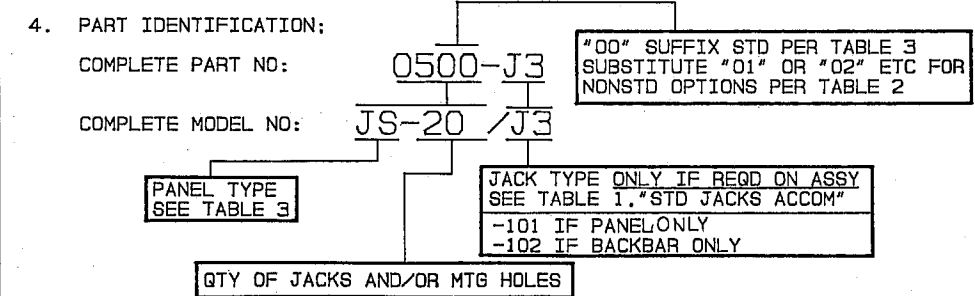 4. PART IDENTIFICATION:
"00" SUFFIX STD PER TABLE 3
SUBSTITUTE "01" OR "02" ETC FOR
NONSTD OPTIONS PER TABLE 2
COMPLETE PART NO: 0500-J3
COMPLETE MODEL NO: JS-20 /J3
PANEL TYPE
SEE TABLE 3
JACK TYPE ONLY IF REQD ON ASSY
SEE TABLE 1."STD JACKS ACCOM"
-101 IF PANEL ONLY
-102 IF BACKBAR ONLY
QTY OF JACKS AND/OR MTG HOLES